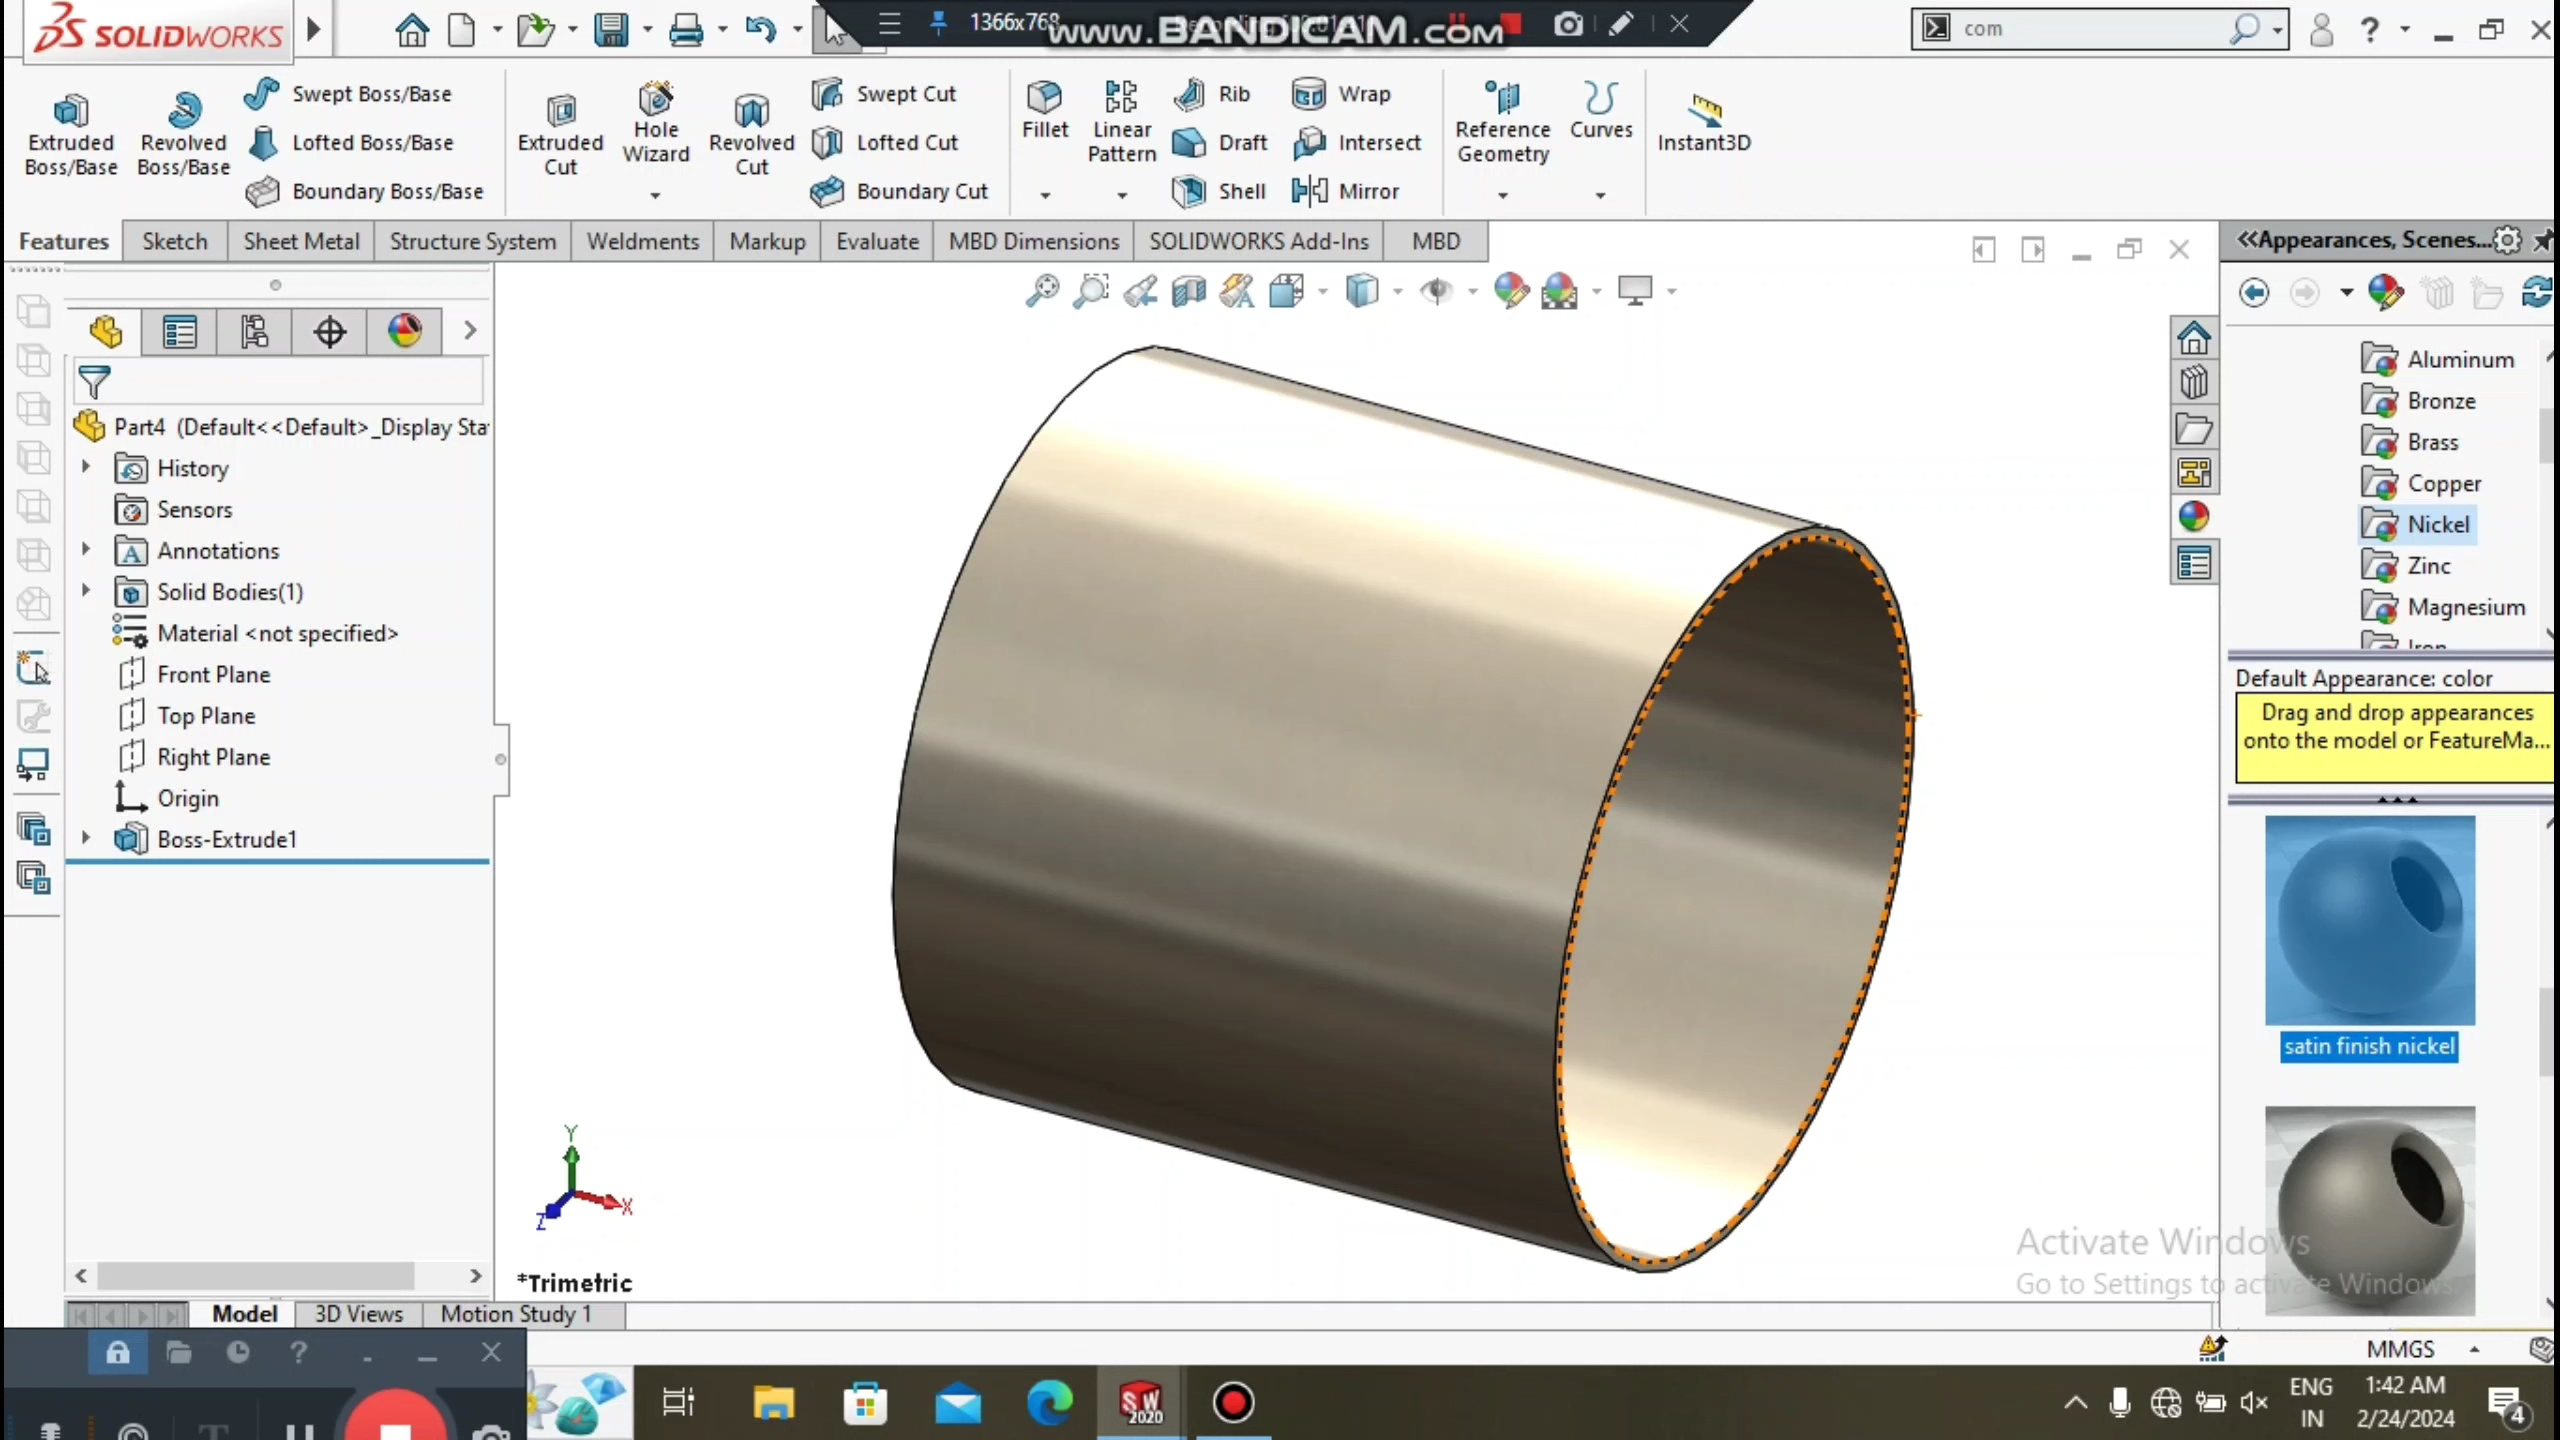 SOLIDWORKS
1366x768
www.BANDICAM.com
com
?
Extruded
Boss/Base
Revolved
Boss/Base
Swept Boss/Base
Lofted Boss/Base
Boundary Boss/Base
Extruded
Cut
Hole
Wizard
Revolved
Cut
Swept Cut
Lofted Cut
Boundary Cut
Fillet
Linear
Pattern
Rib
Draft
Shell
Wrap
Intersect
Mirror
Reference
Geometry
Curves
Instant3D
Features
Sketch
Sheet Metal
Structure System
Weldments
Markup
Evaluate
MBD Dimensions
SOLIDWORKS Add-Ins
MBD
«Appearances, Scenes...
Part4 (Default<<Default>_Display Sta
History
Sensors
Annotations
Solid Bodies(1)
Material <not specified>
Front Plane
Top Plane
Right Plane
Origin
Boss-Extrude1
Y
X
Z
*Trimetric
Aluminum
Bronze
Brass
Copper
Nickel
Zinc
Magnesium
Iron
Default Appearance: color
Drag and drop appearances
onto the model or FeatureMa...
satin finish nickel
Activate Windows
Go to Settings to activate Windows.
Model
3D Views
Motion Study 1
MMGS
?
SW
2020
ENG
IN
1:42 AM
2/24/2024
4